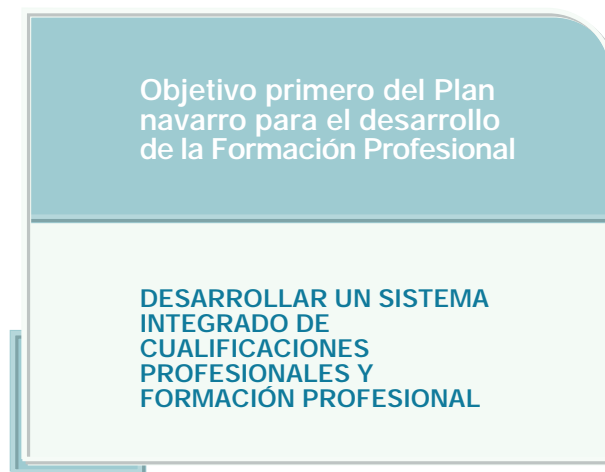 Objetivo primero del Plan
navarro para el desarrollo
de la Formación Profesional
DESARROLLAR UN SISTEMA
INTEGRADO DE
CUALIFICACIONES
PROFESIONALES Y
FORMACIÓN PROFESIONAL